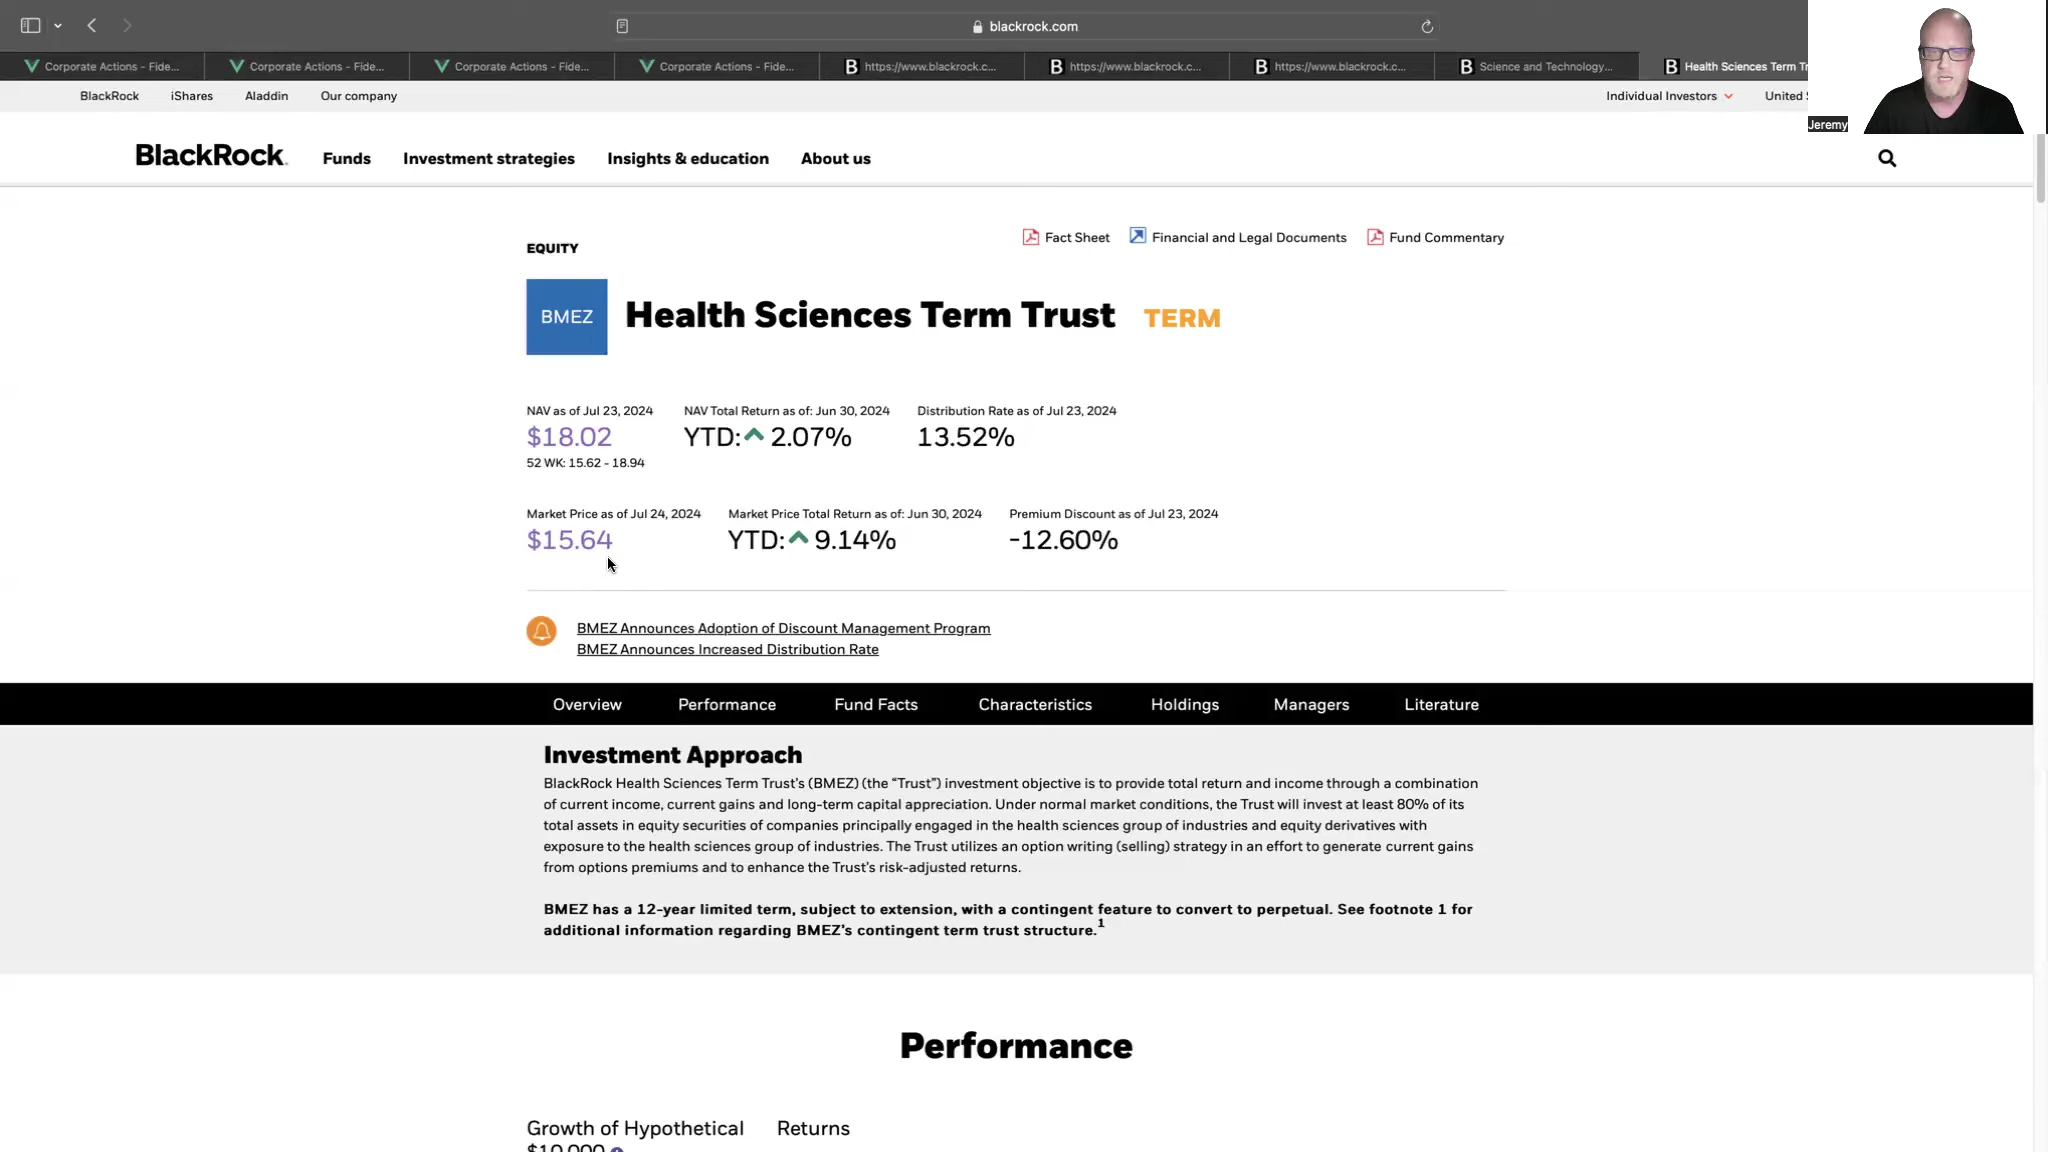 blackrock.com
Corporate Actions - Fide...
Corporate Actions - Fide...
Corporate Actions - Fide...
Corporate Actions - Fide...
https://www.blackrock.c...
https://www.blackrock.c...
https://www.blackrock.c...
Science and Technology...
Health Sciences Term Tr
BlackRock iShares Aladdin Our company
Individual Investors United S
Jeremy
BlackRock. Funds Investment strategies Insights & education About us
Fact Sheet Financial and Legal Documents Fund Commentary
EQUITY
BMEZ Health Sciences Term Trust TERM
NAV as of Jul 23, 2024 NAV Total Return as of: Jun 30, 2024 Distribution Rate as of Jul 23, 2024
$18.02 YTD: 2.07% 13.52%
52 WK: 15.62 - 18.94
Market Price as of Jul 24, 2024 Market Price Total Return as of: Jun 30, 2024 Premium Discount as of Jul 23, 2024
$15.64 YTD: 9.14% -12.60%
BMEZ Announces Adoption of Discount Management Program
BMEZ Announces Increased Distribution Rate
Overview Performance Fund Facts Characteristics Holdings Managers Literature
Investment Approach
BlackRock Health Sciences Term Trust's (BMEZ) (the “Trust”) investment objective is to provide total return and income through a combination
of current income, current gains and long-term capital appreciation. Under normal market conditions, the Trust will invest at least 80% of its
total assets in equity securities of companies principally engaged in the health sciences group of industries and equity derivatives with
exposure to the health sciences group of industries. The Trust utilizes an option writing (selling) strategy in an effort to generate current gains
from options premiums and to enhance the Trust's risk-adjusted returns.
BMEZ has a 12-year limited term, subject to extension, with a contingent feature to convert to perpetual. See footnote 1 for
additional information regarding BMEZ's contingent term trust structure.1
Performance
Growth of Hypothetical Returns
$10,000